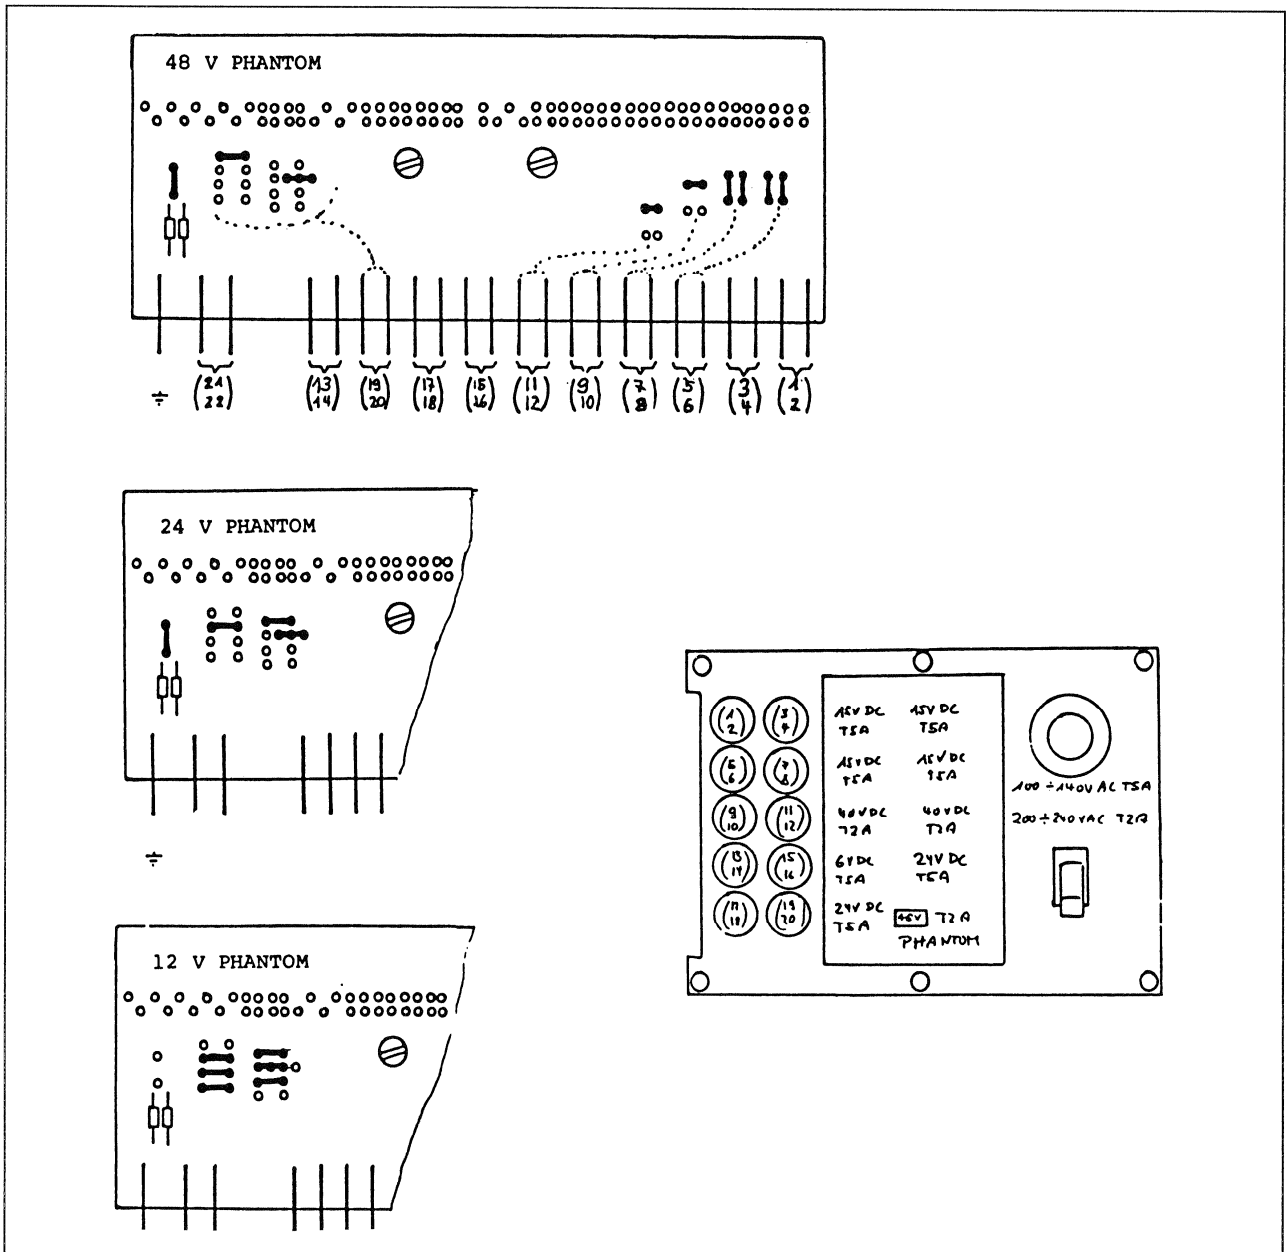 48 V PHANTOM
(21 22) (13 14) (19 20) (17 18) (15 16) (11 12) (9 10) (7 8) (5 6) (3 4) (1 2)
24 V PHANTOM
12 V PHANTOM
(1 2) (3 4) 15V DC T5A 15V DC T5A
(5 6) (7 8) 15V DC T5A 15V DC T5A
(9 10) (11 12) 40V DC T2A 40V DC T2A
(13 14) (15 16) 6V DC T5A 24V DC T5A
(17 18) (19 20) 24V DC T5A T2A
PHANTOM
100÷140V AC T5A
200÷240VAC T2A